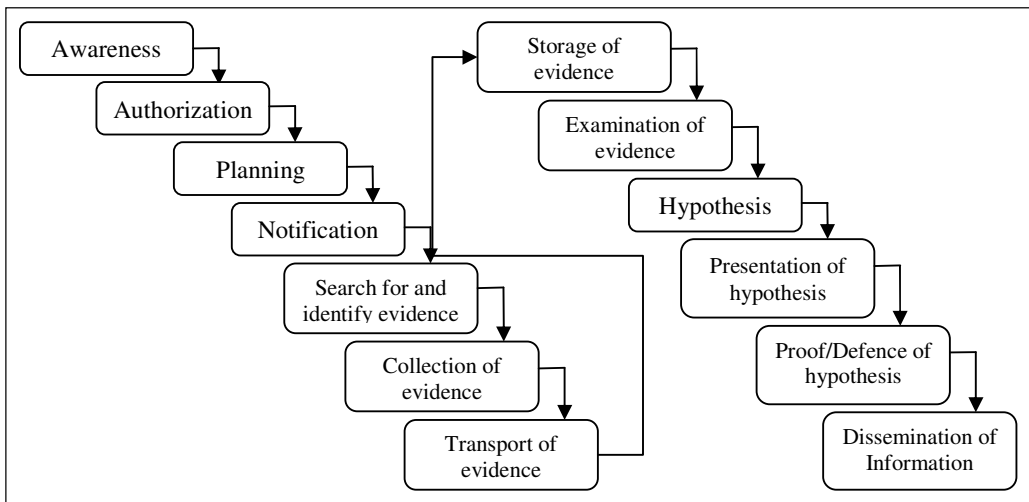 Awareness
Authorization
Planning
Notification
Search for and
identify evidence
Collection of
evidence
Transport of
evidence
Storage of
evidence
Examination of
evidence
Hypothesis
Presentation of
hypothesis
Proof/Defence of
hypothesis
Dissemination of
Information